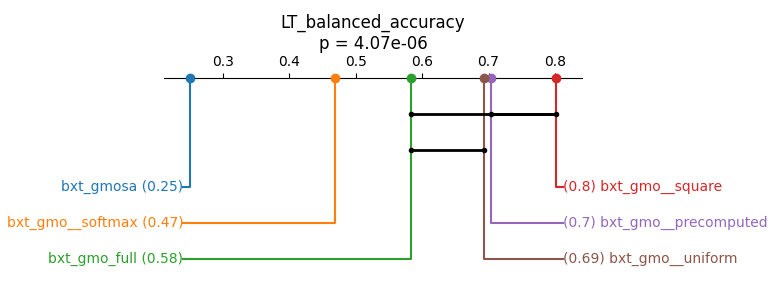 LT_balanced_accuracy
p = 4.07e-06
0.3 0.4 0.5 0.6 0.7 0.8
bxt_gmosa (0.25) (0.8) bxt_gmo__square
bxt_gmo__softmax (0.47) (0.7) bxt_gmo__precomputed
bxt_gmo_full (0.58) (0.69) bxt_gmo__uniform